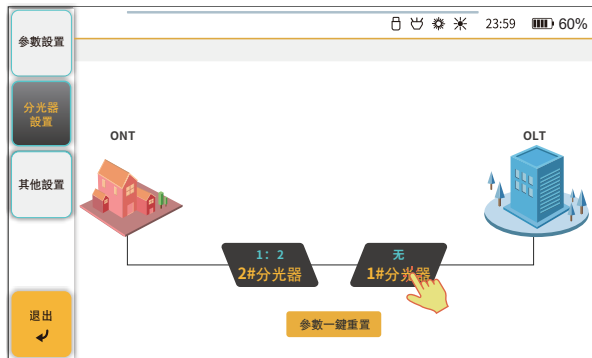 參數設置
23:59
60%
分光器
設置
ONT
OLT
其他設置
1：2
2#分光器
无
1#分光器
退出
參數一鍵重置